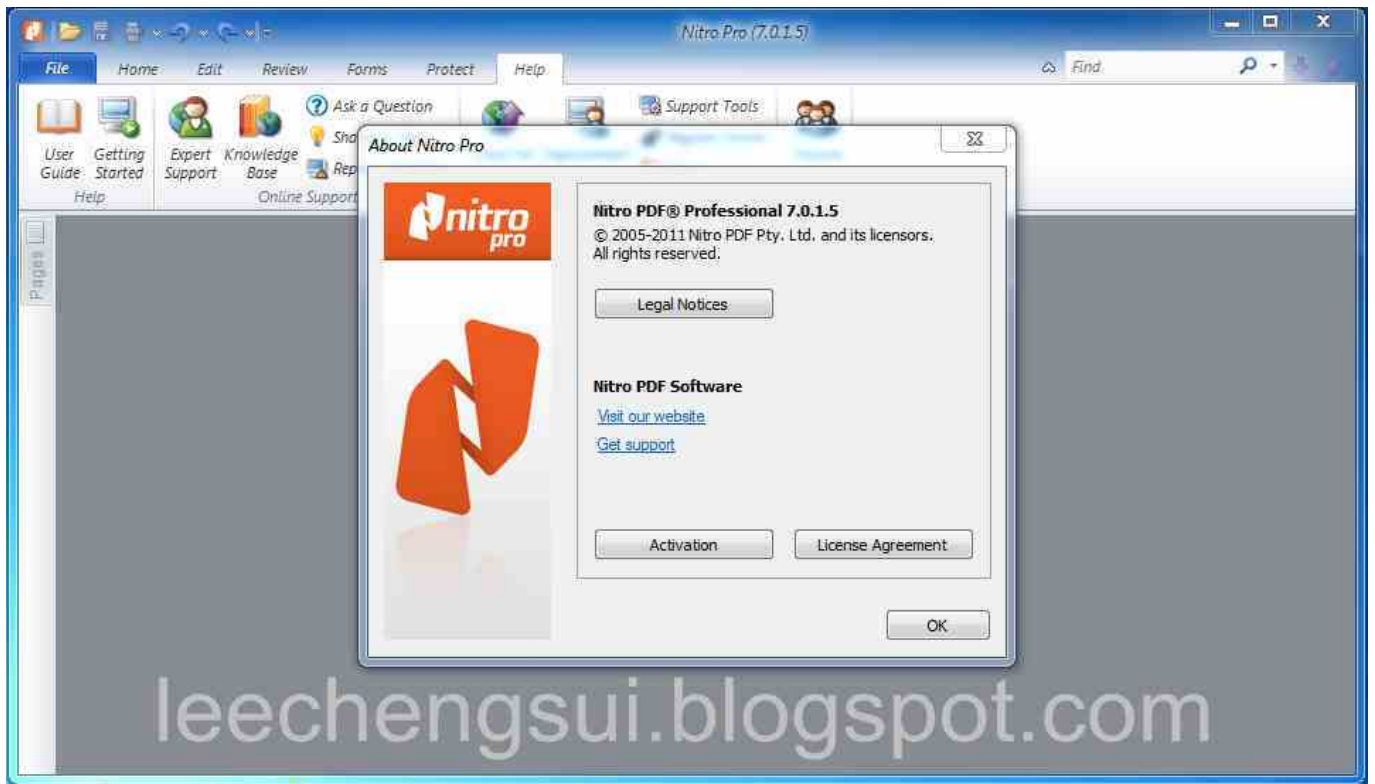 Nitro Pro (7.0.1.5)
File Home Edit Review Forms Protect Help
Find
Ask a Question
Support Tools
Sho
Rep
User Guide
Getting Started
Expert Support
Knowledge Base
Help
Online Support
Pages
About Nitro Pro
nitro
pro
Nitro PDF® Professional 7.0.1.5
© 2005-2011 Nitro PDF Pty. Ltd. and its licensors.
All rights reserved.
Legal Notices
Nitro PDF Software
Visit our website
Get support
Activation License Agreement
OK
leechengsui.blogspot.com